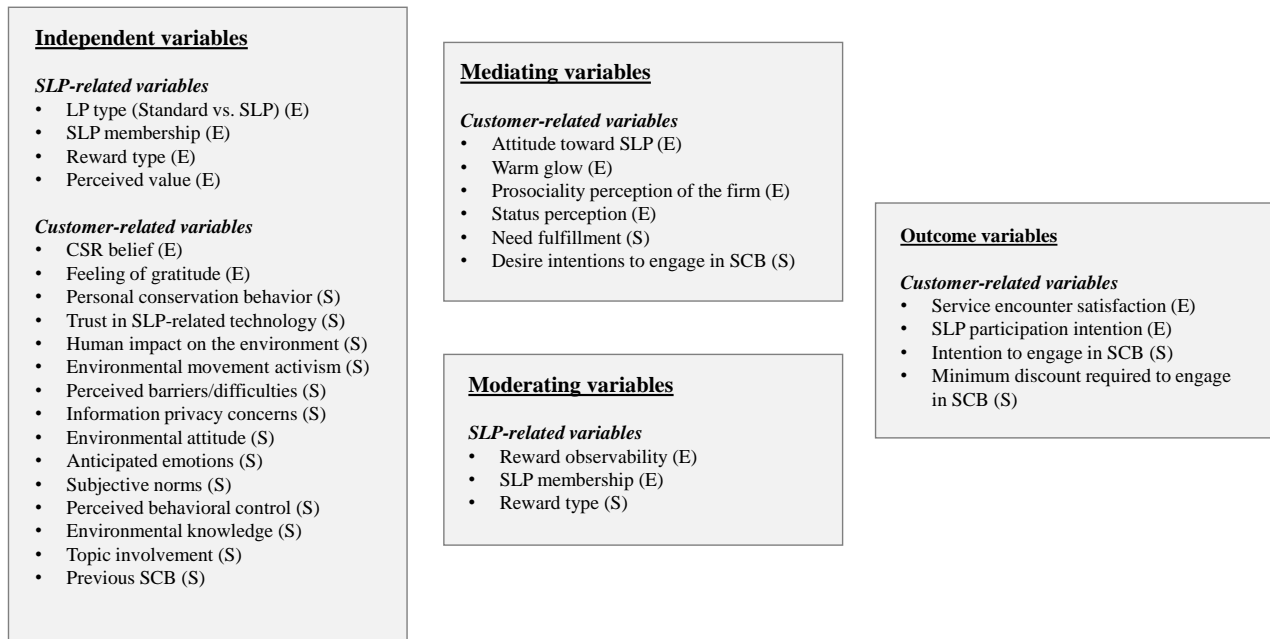 Independent variables
SLP-related variables
• LP type (Standard vs. SLP) (E)
• SLP membership (E)
• Reward type (E)
• Perceived value (E)
Customer-related variables
• CSR belief (E)
• Feeling of gratitude (E)
• Personal conservation behavior (S)
• Trust in SLP-related technology (S)
• Human impact on the environment (S)
• Environmental movement activism (S)
• Perceived barriers/difficulties (S)
• Information privacy concerns (S)
• Environmental attitude (S)
• Anticipated emotions (S)
• Subjective norms (S)
• Perceived behavioral control (S)
• Environmental knowledge (S)
• Topic involvement (S)
• Previous SCB (S)
Mediating variables
Customer-related variables
• Attitude toward SLP (E)
• Warm glow (E)
• Prosociality perception of the firm (E)
• Status perception (E)
• Need fulfillment (S)
• Desire intentions to engage in SCB (S)
Moderating variables
SLP-related variables
• Reward observability (E)
• SLP membership (E)
• Reward type (S)
Outcome variables
Customer-related variables
• Service encounter satisfaction (E)
• SLP participation intention (E)
• Intention to engage in SCB (S)
• Minimum discount required to engage
in SCB (S)